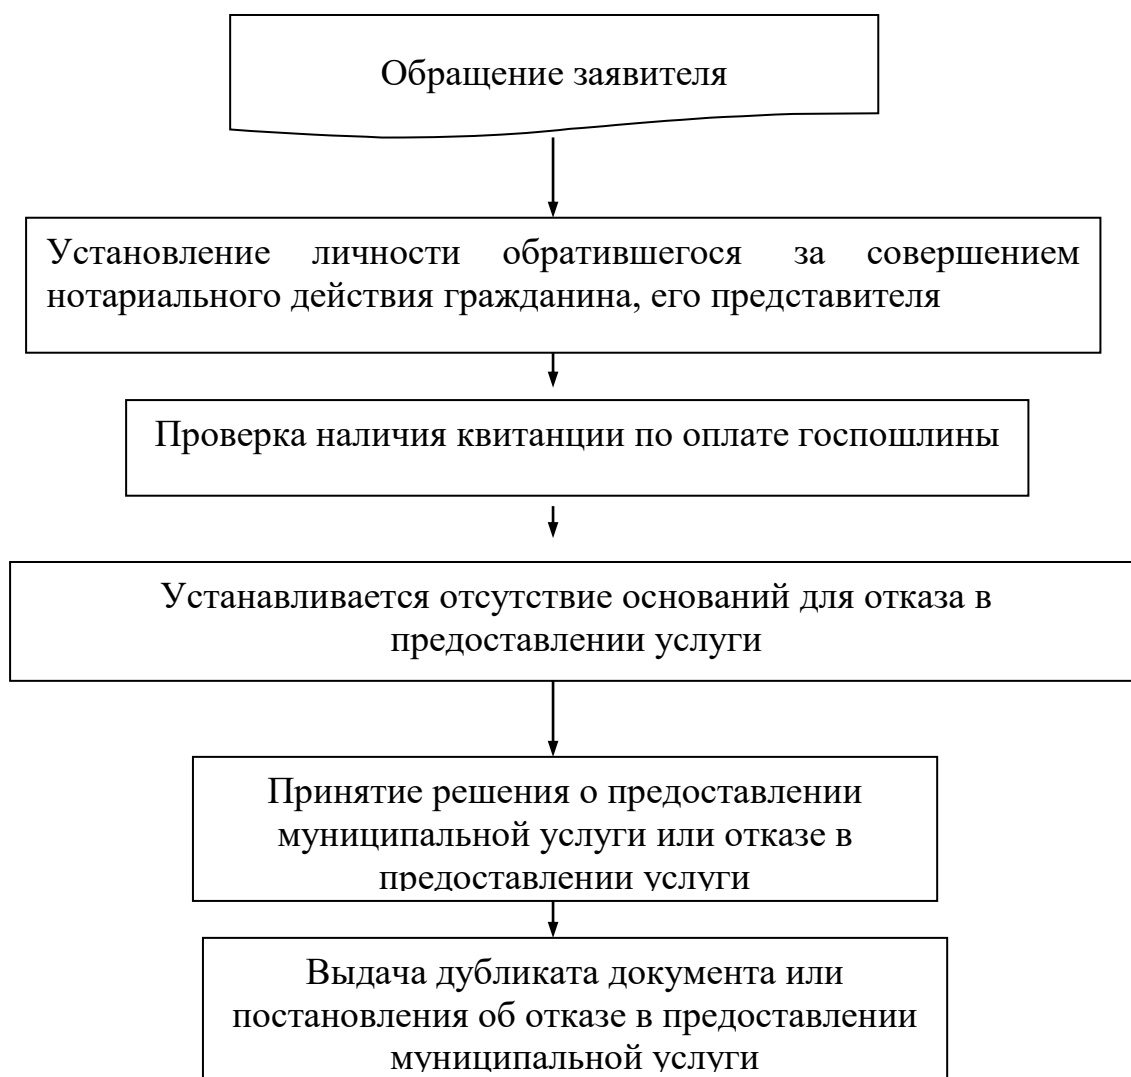 Обращение заявителя
Установление личности обратившегося за совершением
нотариального действия гражданина, его представителя
Проверка наличия квитанции по оплате госпошлины
Устанавливается отсутствие оснований для отказа в
предоставлении услуги
Принятие решения о предоставлении
муниципальной услуги или отказе в
предоставлении услуги
Выдача дубликата документа или
постановления об отказе в предоставлении
муниципальной услуги